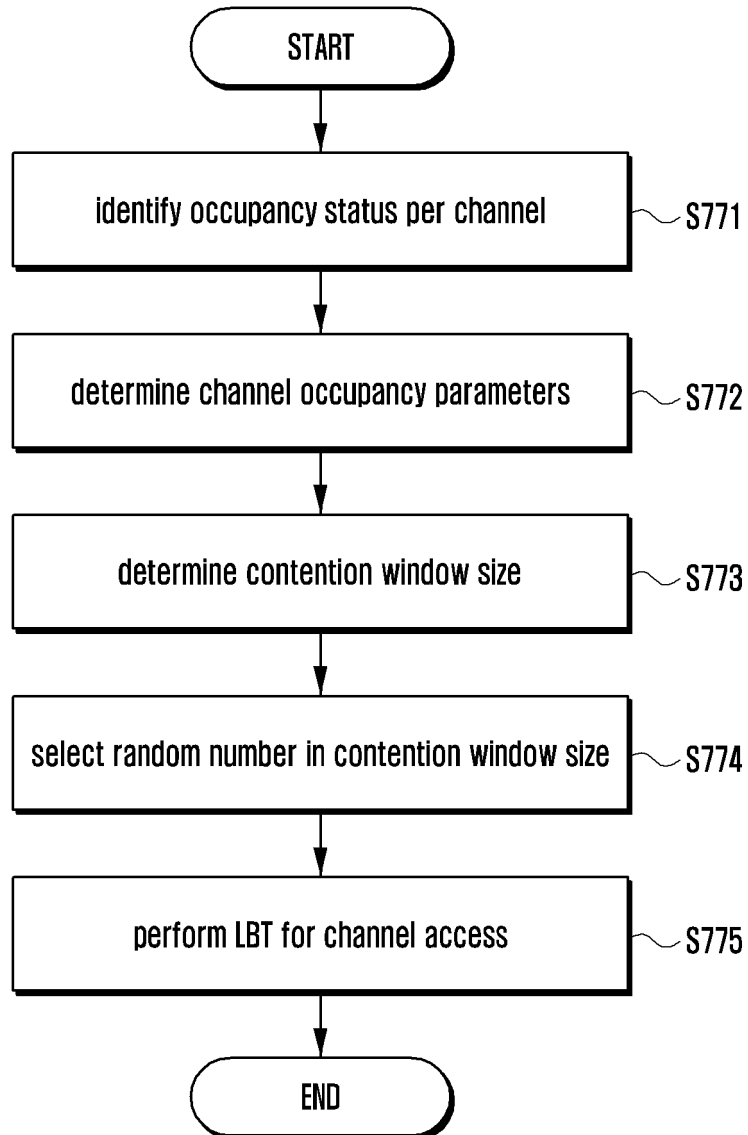 START
identify occupancy status per channel
S771
determine channel occupancy parameters
S772
determine contention window size
S773
select random number in contention window size
S774
perform LBT for channel access
S775
END